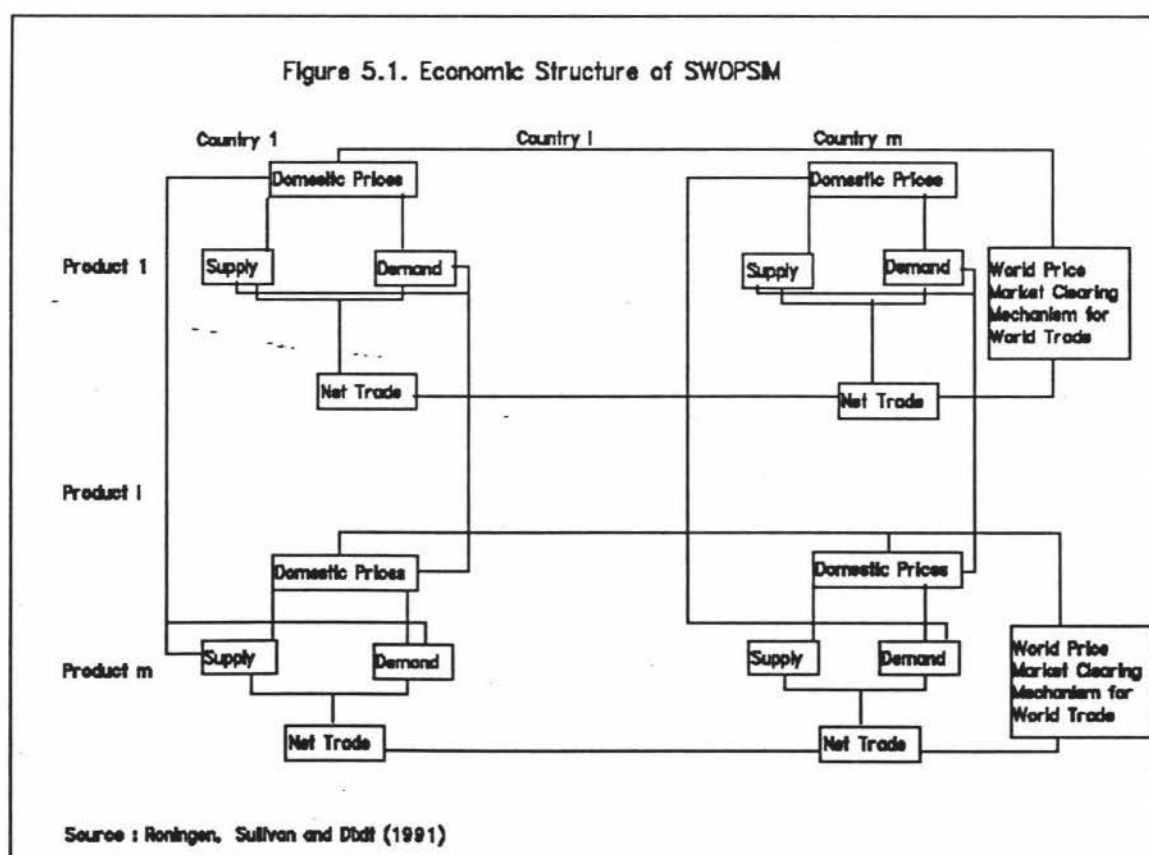 Figure 5.1. Economic Structure of SWOPSIM
Country 1 Country i Country m
Domestic Prices Domestic Prices
Product 1
Supply Demand Supply Demand
World Price
Market Clearing
Mechanism for
World Trade
Net Trade Net Trade
Product i
Domestic Prices Domestic Prices
Product m
Supply Demand Supply Demand
World Price
Market Clearing
Mechanism for
World Trade
Net Trade Net Trade
Source : Roningen, Sullivan and Dixit (1991)